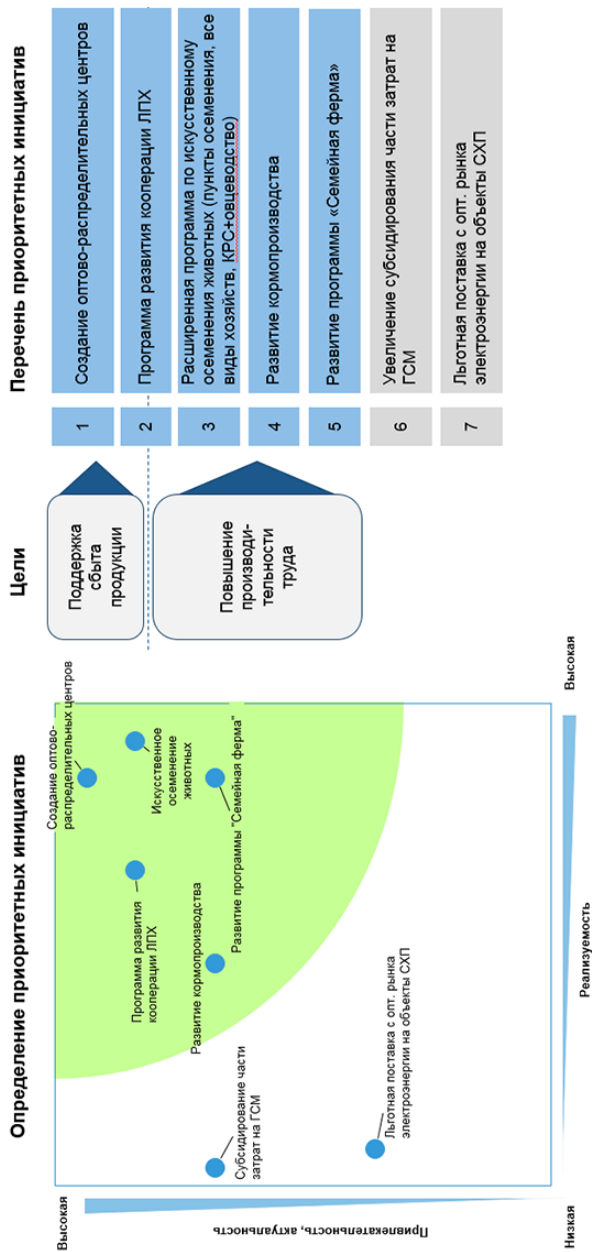 Определение приоритетных инициатив
Высокая
Привлекательность, актуальность
Низкая
Создание оптово-
распределительных центров
Искусственное
осеменение
животных
Программа развития
кооперации ЛПХ
Развитие программы "Семейная ферма"
Развитие кормопроизводства
Субсидирование части
затрат на ГСМ
Льготная поставка с опт. рынка
электроэнергии на объекты СХП
Реализуемость
Высокая
Цели
Поддержка
сбыта
продукции
Повышение
производи-
тельности
труда
Перечень приоритетных инициатив
1
Создание оптово-распределительных центров
2
Программа развития кооперации ЛПХ
3
Расширенная программа по искусственному
осеменения животных (пункты осеменения, все
виды хозяйств, КРС+овцеводство)
4
Развитие кормопроизводства
5
Развитие программы «Семейная ферма»
6
Увеличение субсидирования части затрат на
ГСМ
7
Льготная поставка с опт. рынка
электроэнергии на объекты СХП